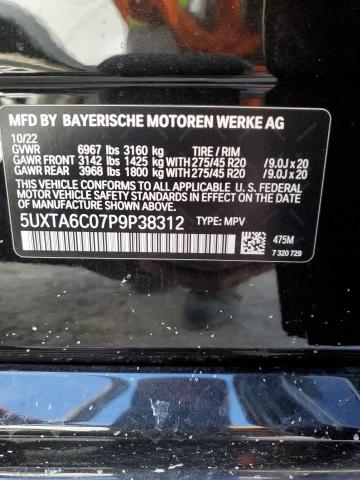 MFD BY BAYERISCHE MOTOREN WERKE AG
10/22
GVWR 6967 lbs 3160 kg TIRE / RIM
GAWR FRONT 3142 lbs 1425 kg WITH 275/45 R20 / 9.0J x 20
GAWR REAR 3968 lbs 1800 kg WITH 275/45 R20 / 9.0J x 20
THIS VEHICLE CONFORMS TO ALL APPLICABLE U. S. FEDERAL
MOTOR VEHICLE SAFETY STANDARDS IN EFFECT ON THE DATE
OF MANUFACTURE SHOWN ABOVE.
5UXTA6C07P9P38312 TYPE: MPV
475M
7 320 729